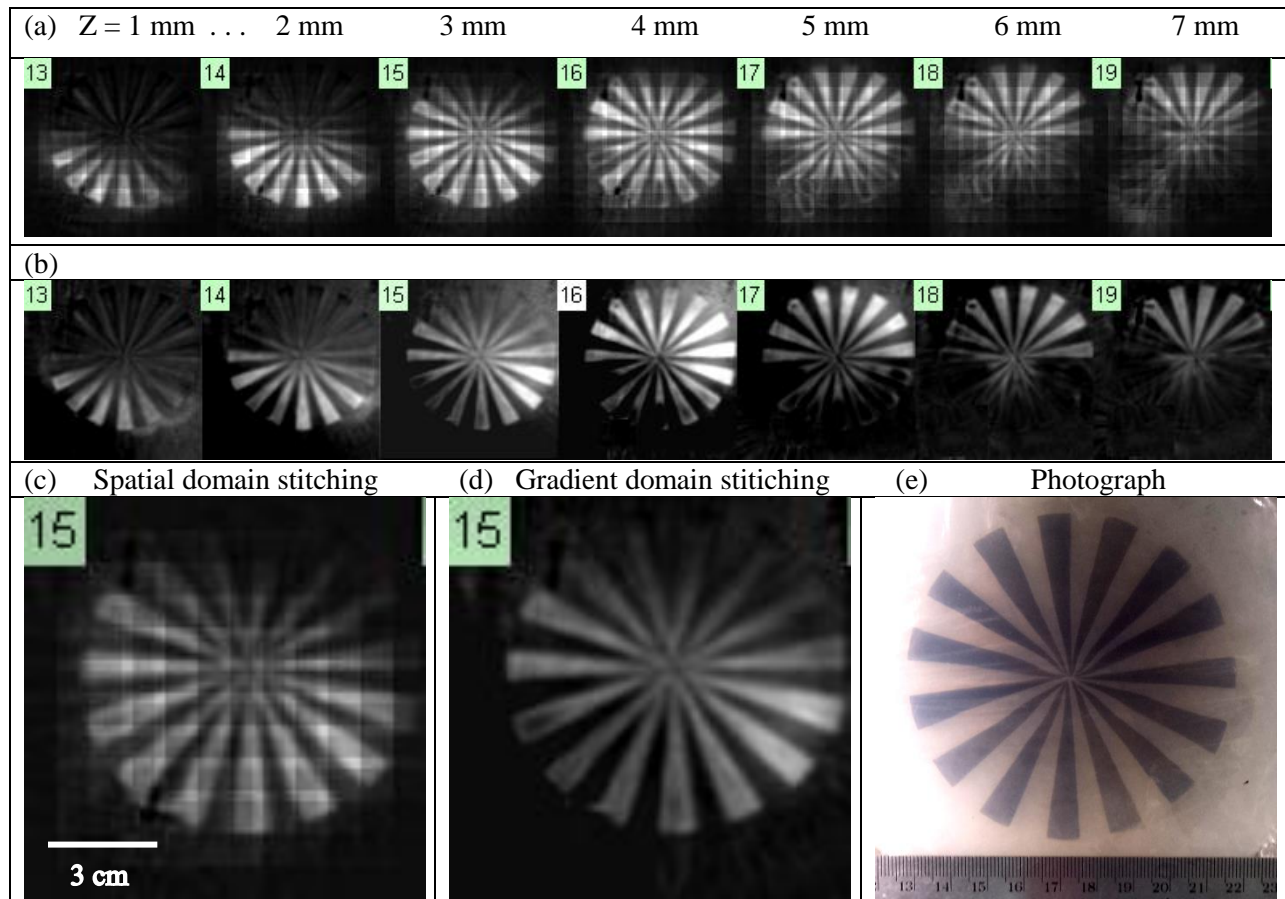 (a) Z = 1 mm . . . 2 mm 3 mm 4 mm 5 mm 6 mm 7 mm
13 14 15 16 17 18 19
(b)
13 14 15 16 17 18 19
(c) Spatial domain stitching (d) Gradient domain stitiching (e) Photograph
15 15
3 cm
13 14 15 16 17 18 19 20 21 22 23